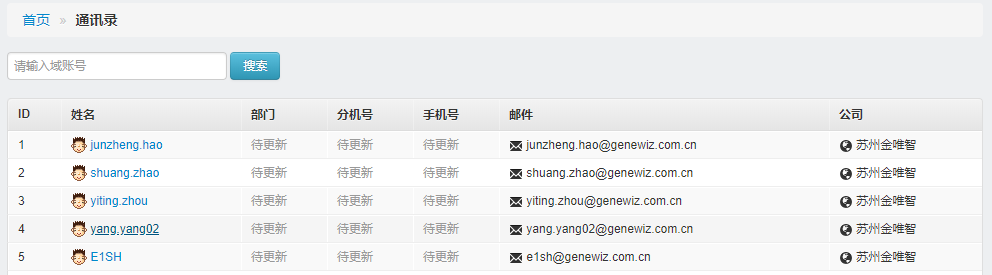 首页 » 通讯录
请输入域账号 搜索
ID 姓名 部门 分机号 手机号 邮件 公司
1 junzheng.hao 待更新 待更新 待更新 junzheng.hao@genewiz.com.cn 苏州金唯智
2 shuang.zhao 待更新 待更新 待更新 shuang.zhao@genewiz.com.cn 苏州金唯智
3 yiting.zhou 待更新 待更新 待更新 yiting.zhou@genewiz.com.cn 苏州金唯智
4 yang.yang02 待更新 待更新 待更新 yang.yang02@genewiz.com.cn 苏州金唯智
5 E1SH 待更新 待更新 待更新 e1sh@genewiz.com.cn 苏州金唯智